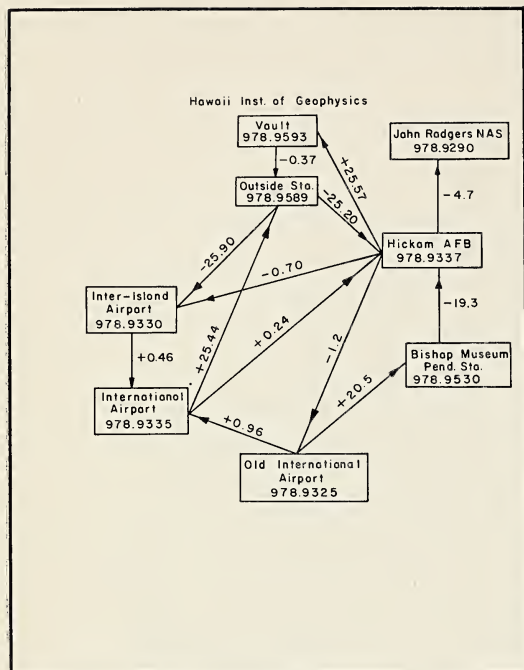 Hawaii Inst. of Geophysics
Vault
978.9593
John Rodgers NAS
978.9290
-0.37
+25.57
Outside Sta.
978.9589
-4.7
-25.20
-25.90
Hickam AFB
978.9337
-0.70
Inter-Island
Airport
978.9330
+0.24
-19.3
+25.44
-1.2
+0.46
Bishop Museum
Pend. Sta.
978.9530
International
Airport
978.9335
+20.5
+0.96
Old International
Airport
978.9325